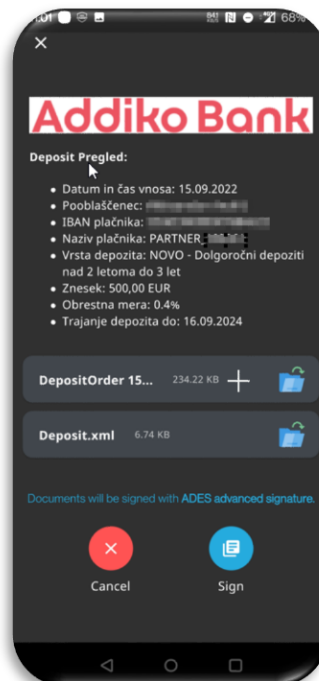 1:01
68%
Addiko Bank
Deposit Pregled:
• Datum in čas vnosa: 15.09.2022
• Pooblaščenec:
• IBAN plačnika:
• Naziv plačnika: PARTNER
• Vrsta depozita: NOVO - Dolgoročni depoziti
nad 2 letoma do 3 let
• Znesek: 500,00 EUR
• Obrestna mera: 0.4%
• Trajanje depozita do: 16.09.2024
DepositOrder 15... 234.22 KB
Deposit.xml 6.74 KB
Documents will be signed with ADES advanced signature.
Cancel Sign